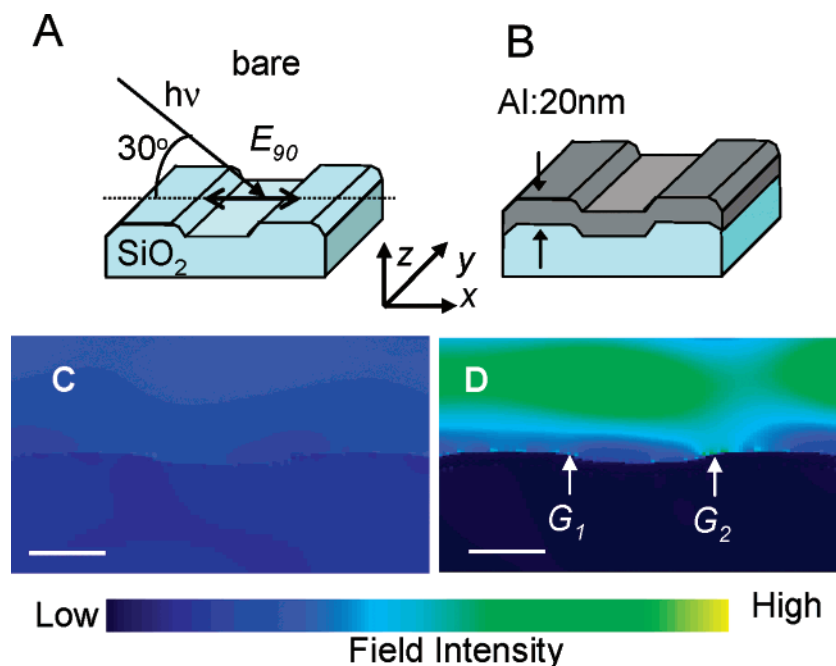 A
bare
hν
30°
E90
SiO2
B
Al:20nm
z
y
x
C
D
G1
G2
Low
High
Field Intensity